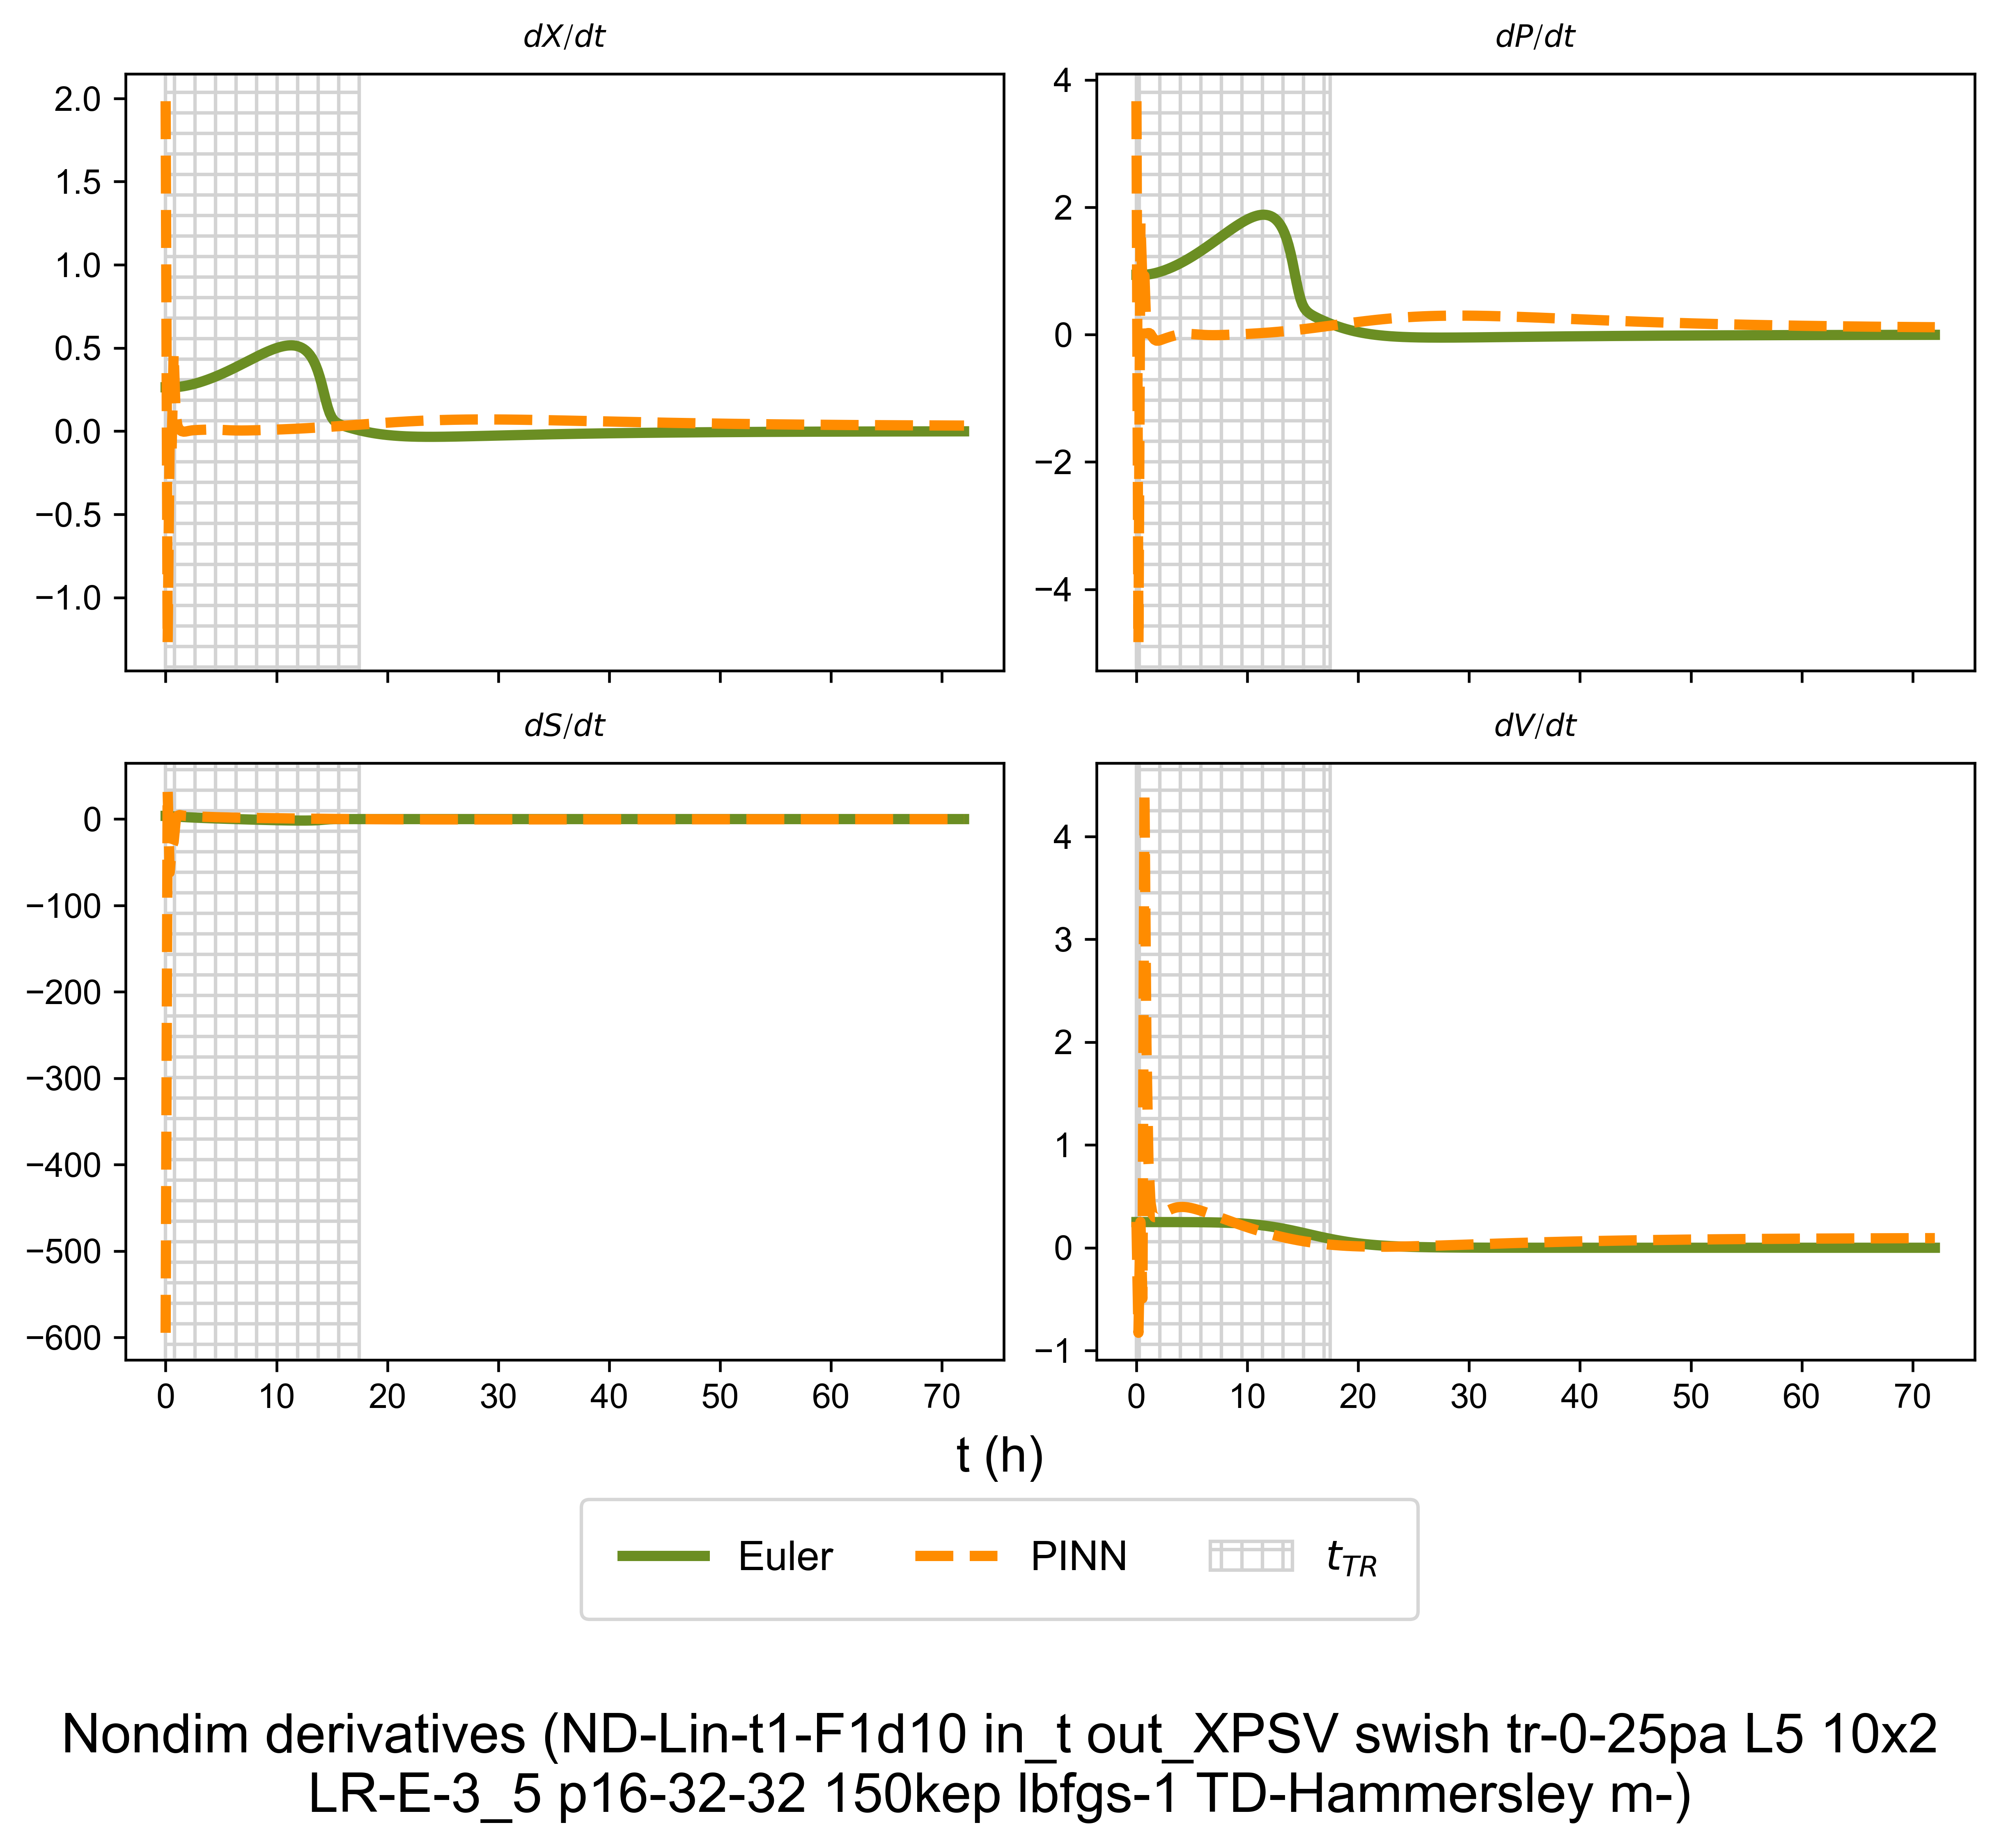 dX/dt
dP/dt
2.0
1.5
1.0
0.5
0.0
−0.5
−1.0
4
2
0
−2
−4
dS/dt
dV/dt
0
−100
−200
−300
−400
−500
−600
4
3
2
1
0
−1
0 10 20 30 40 50 60 70
0 10 20 30 40 50 60 70
t (h)
Euler PINN t_TR
Nondim derivatives (ND-Lin-t1-F1d10 in_t out_XPSV swish tr-0-25pa L5 10x2
LR-E-3_5 p16-32-32 150kep lbfgs-1 TD-Hammersley m-)